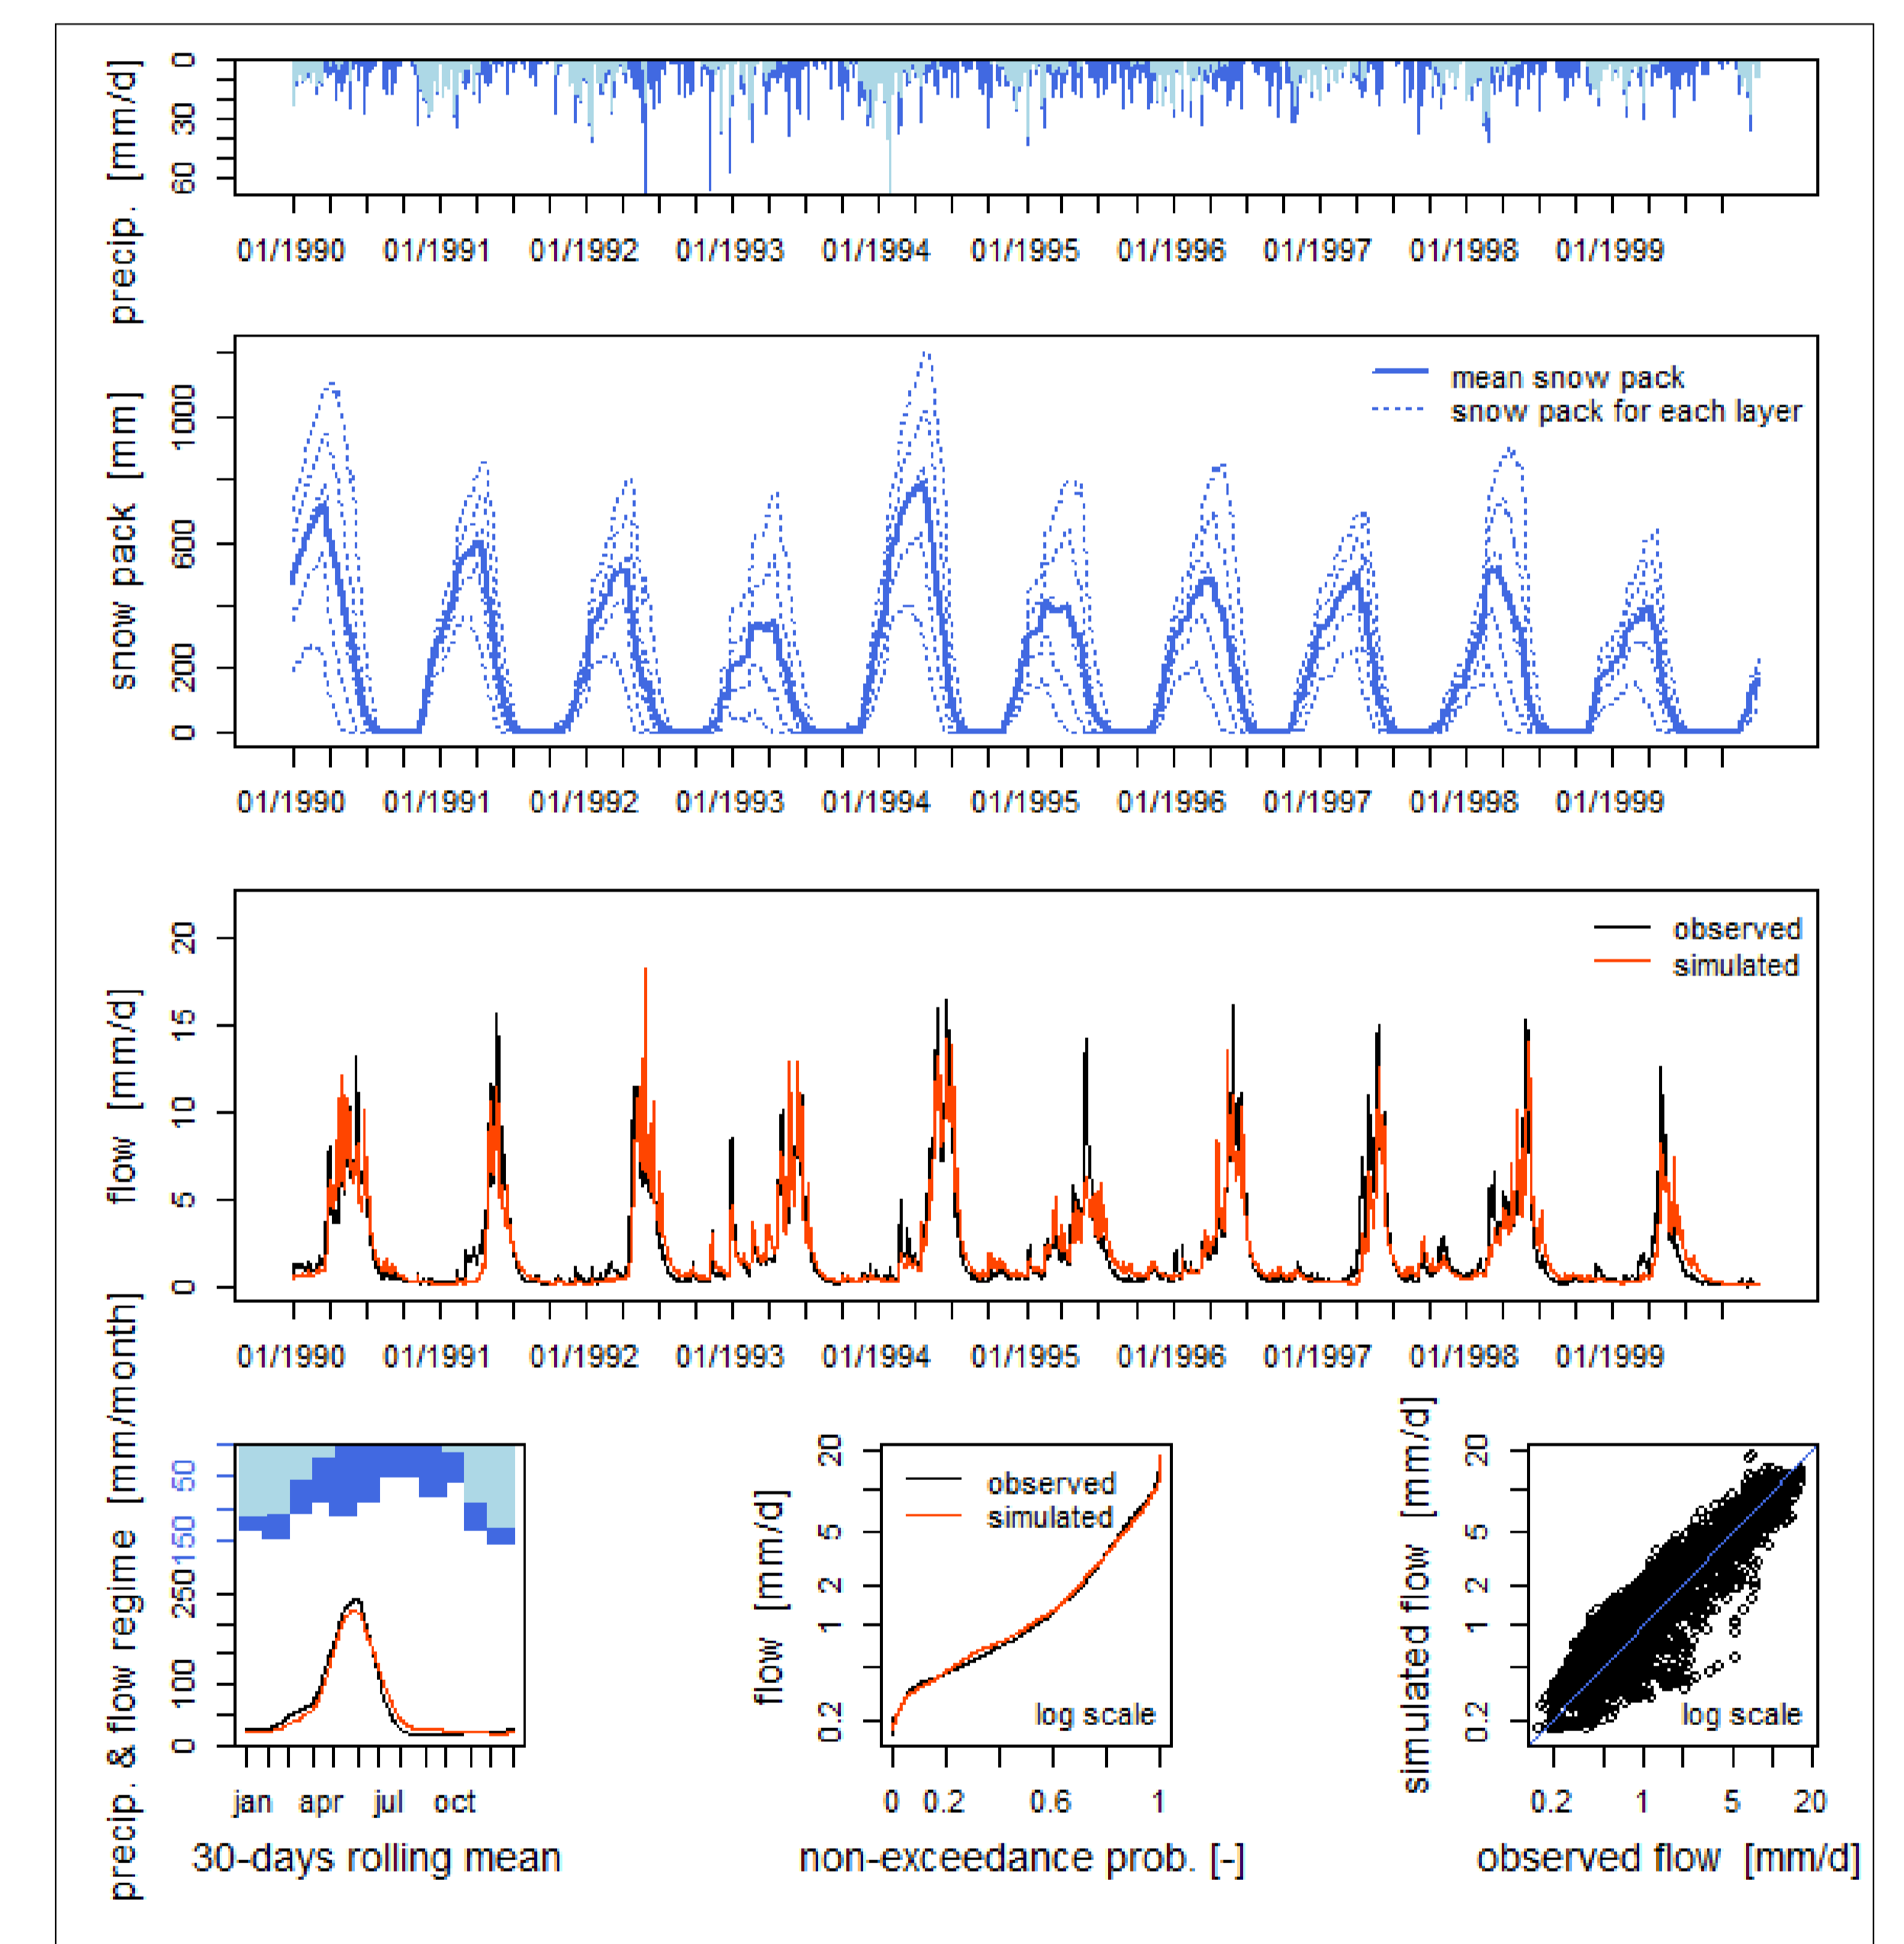 precip. [mm/d]
0
30
60
01/1990 01/1991 01/1992 01/1993 01/1994 01/1995 01/1996 01/1997 01/1998 01/1999
snow pack [mm]
1000
600
200
0
mean snow pack
snow pack for each layer
01/1990 01/1991 01/1992 01/1993 01/1994 01/1995 01/1996 01/1997 01/1998 01/1999
flow [mm/d]
20
15
10
5
0
observed
simulated
01/1990 01/1991 01/1992 01/1993 01/1994 01/1995 01/1996 01/1997 01/1998 01/1999
precip. & flow regime [mm/month]
50
150
250
100
0
jan apr jul oct
30-days rolling mean
flow [mm/d]
20
5
2
1
0.2
observed
simulated
log scale
0 0.2 0.6 1
non-exceedance prob. [-]
simulated flow [mm/d]
20
5
2
1
0.2
log scale
0.2 1 5 20
observed flow [mm/d]